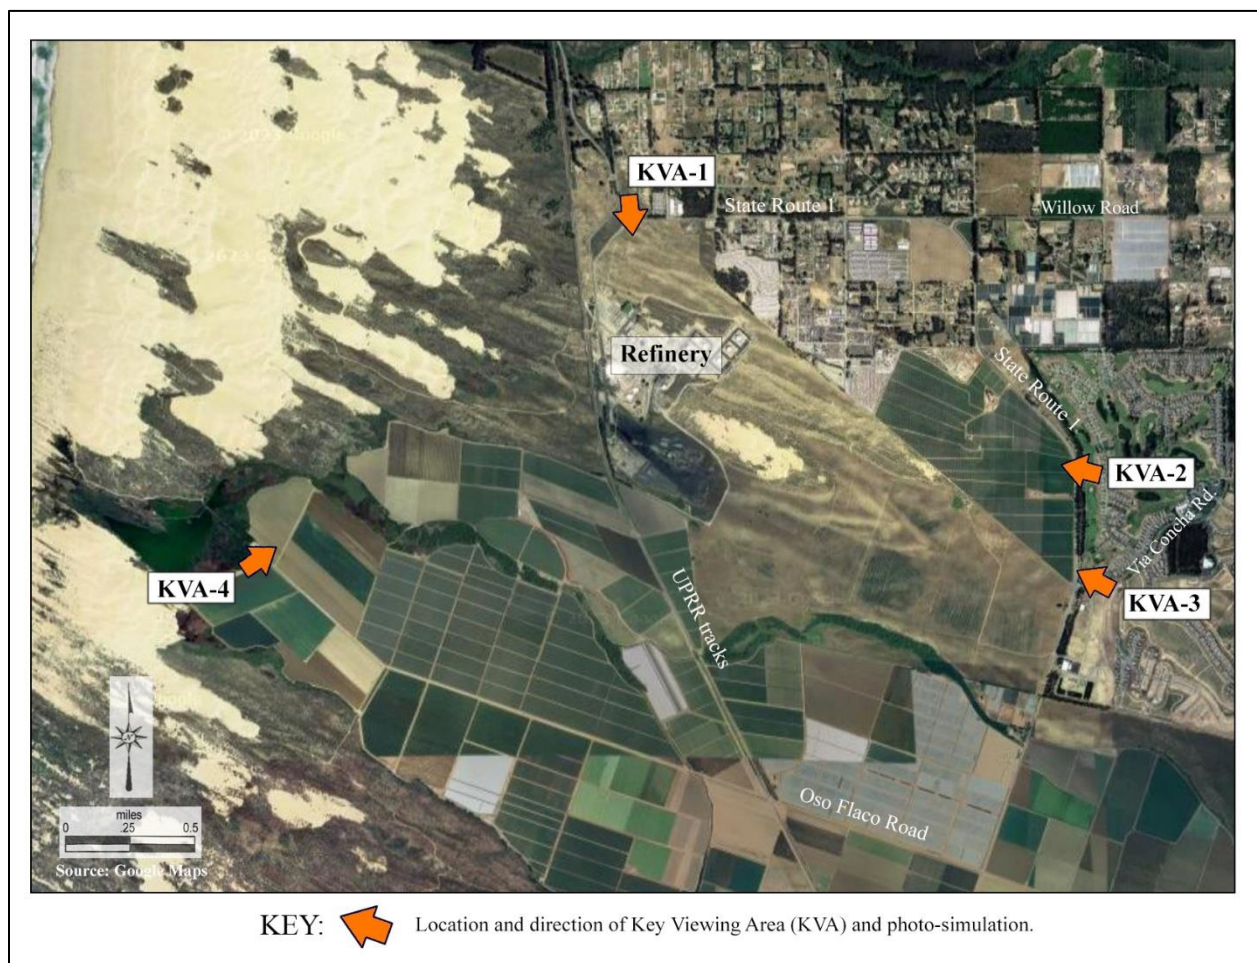 © 2023 Google
KVA-1
State Route 1
Willow Road
Refinery
State Route 1
KVA-2
Via Concha Rd.
KVA-4
KVA-3
UPRR tracks
N
miles
0 .25 0.5
Oso Flaco Road
Source: Google Maps
KEY:
Location and direction of Key Viewing Area (KVA) and photo-simulation.